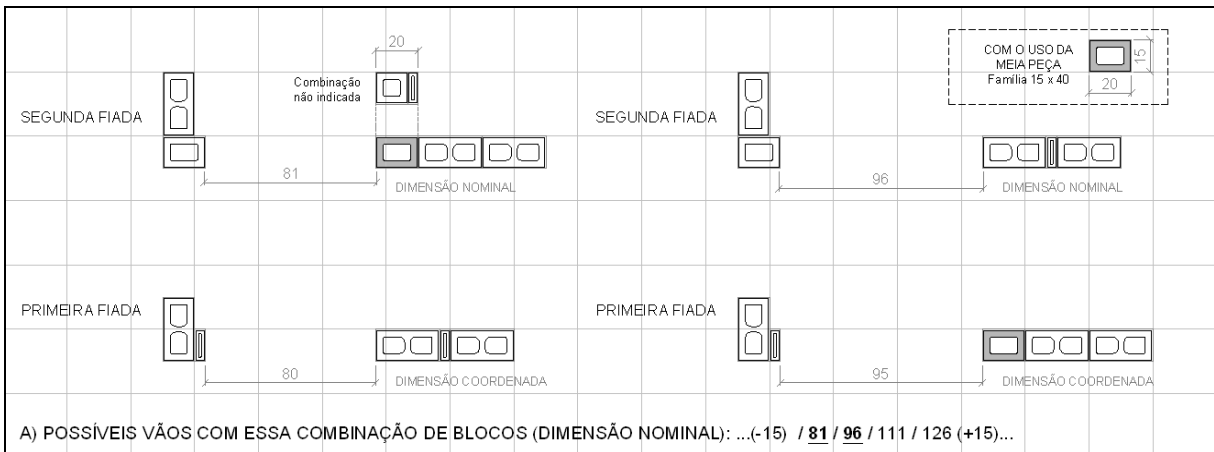 20
Combinação
não indicada
SEGUNDA FIADA
81
DIMENSÃO NOMINAL
COM O USO DA
MEIA PEÇA
Família 15 x 40
15
20
SEGUNDA FIADA
96
DIMENSÃO NOMINAL
PRIMEIRA FIADA
80
DIMENSÃO COORDENADA
PRIMEIRA FIADA
95
DIMENSÃO COORDENADA
A) POSSÍVEIS VÃOS COM ESSA COMBINAÇÃO DE BLOCOS (DIMENSÃO NOMINAL): ...(-15) / 81 / 96 / 111 / 126 (+15)...